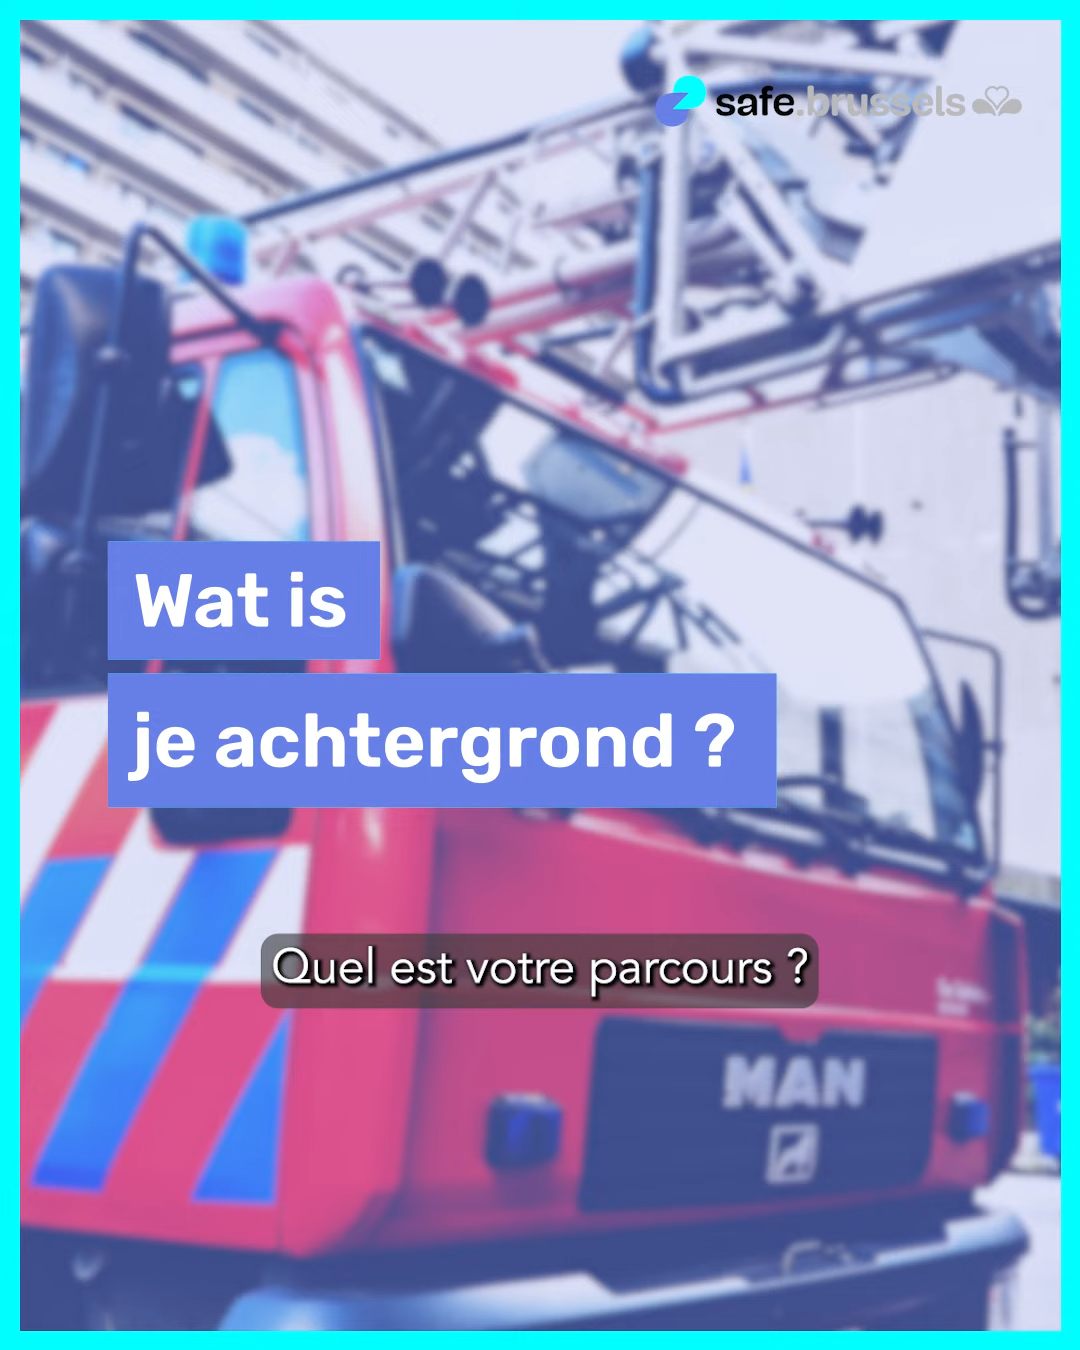 safe.brussels
Wat is
je achtergrond ?
Quel est votre parcours ?
MAN